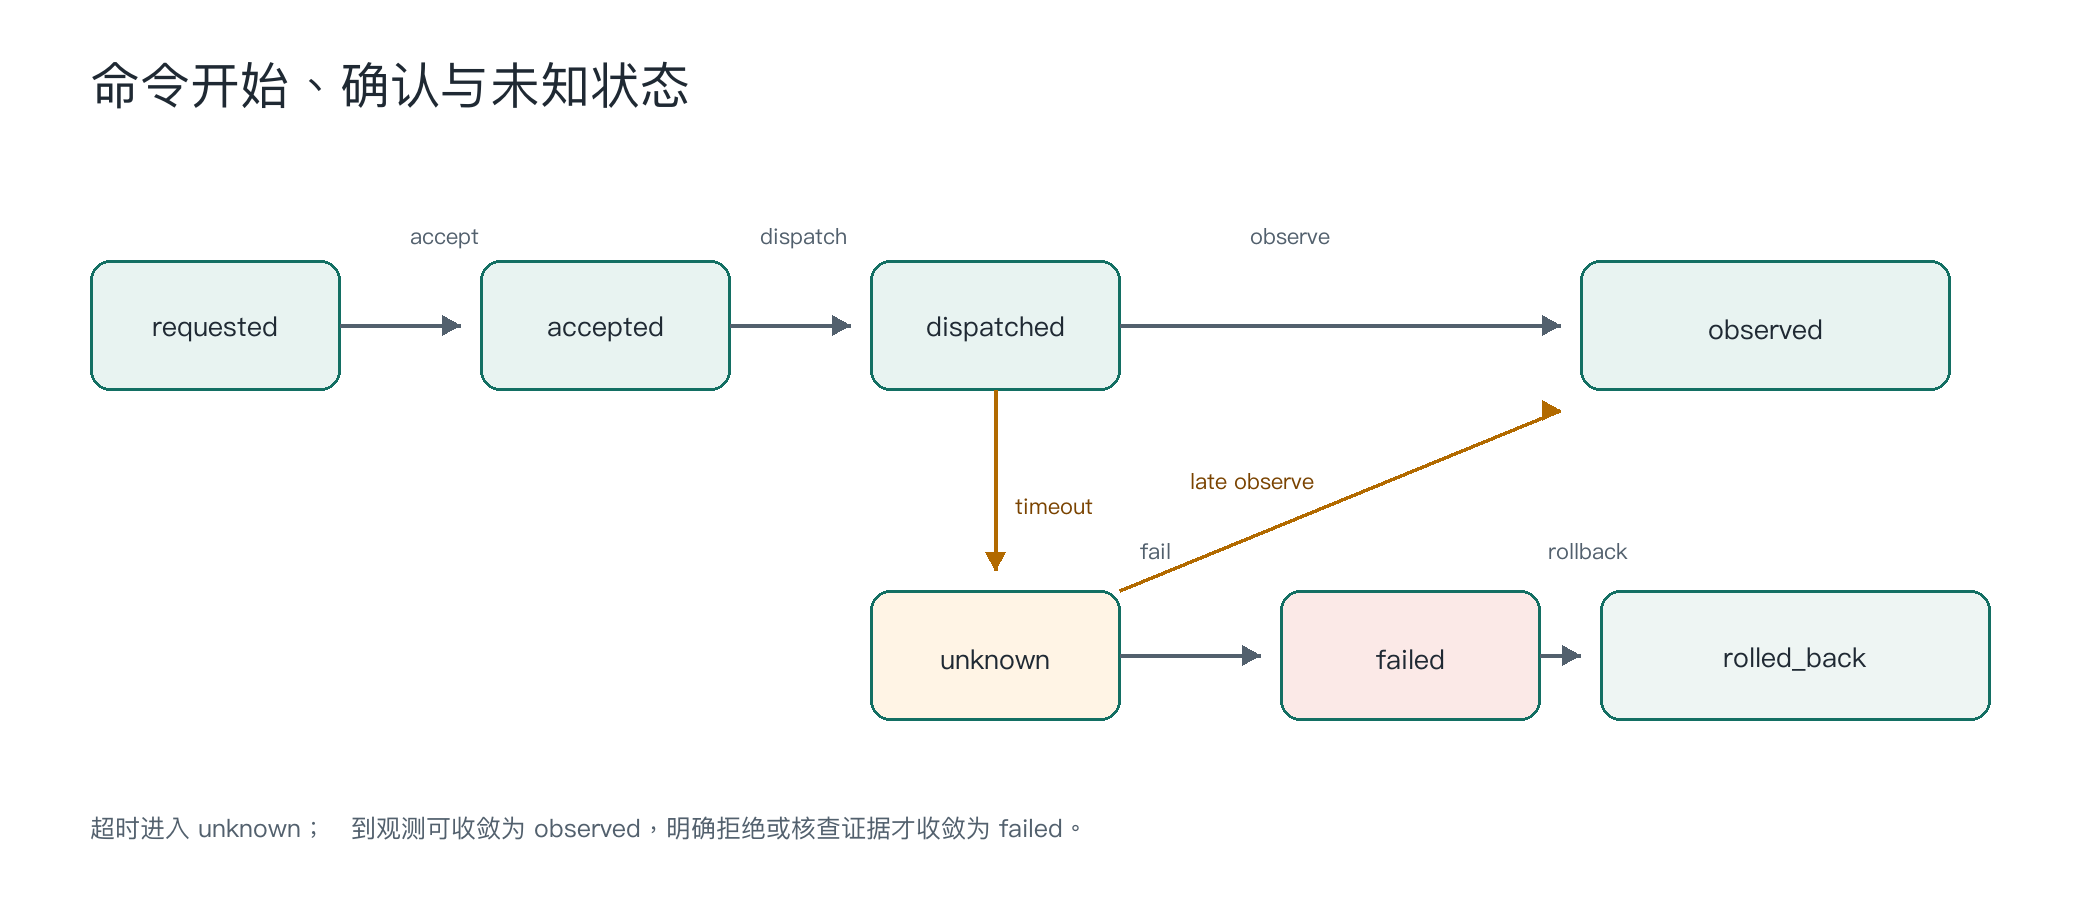 命令开始、确认与未知状态
accept
dispatch
observe
requested
accepted
dispatched
observed
timeout
late observe
fail
rollback
unknown
failed
rolled_back
超时进入 unknown； 到观测可收敛为 observed，明确拒绝或核查证据才收敛为 failed。